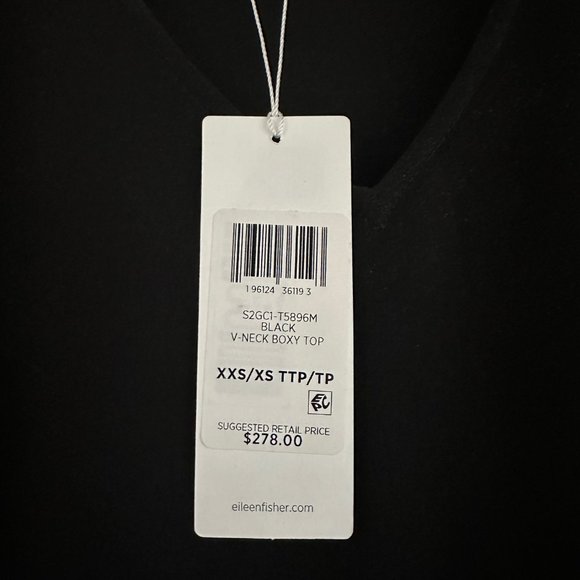 1 96124 36119 3
S2GC1-T5896M
BLACK
V-NECK BOXY TOP
XXS/XS TTP/TP
SUGGESTED RETAIL PRICE
$278.00
eileenfisher.com